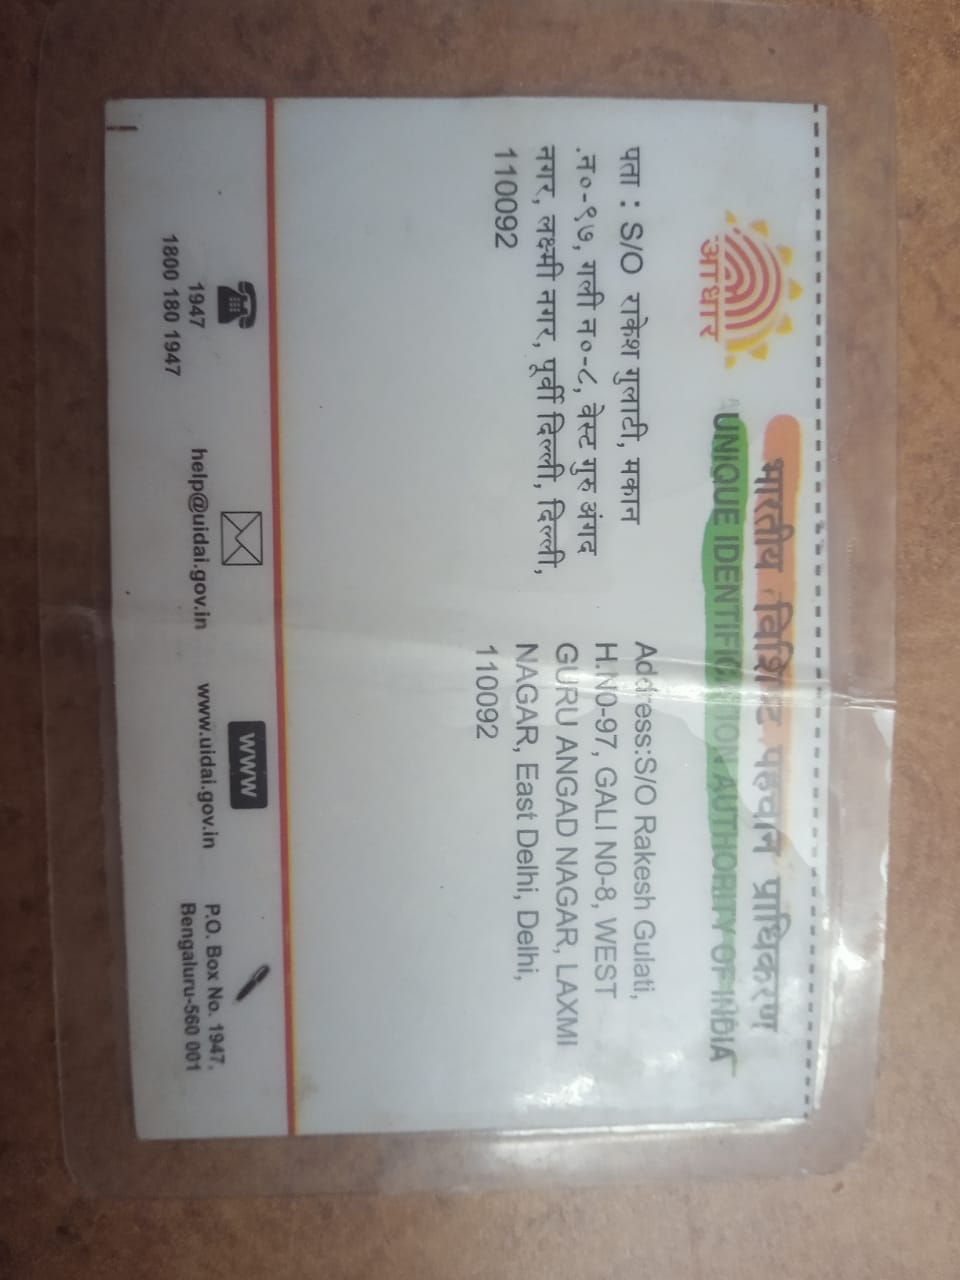 आधार
भारतीय विशिष्ट पहचान प्राधिकरण
UNIQUE IDENTIFICATION AUTHORITY OF INDIA
पता : S/O राकेश गुलाटी, मकान
.न०-९७, गली न०-८, वेस्ट गुरु अंगद
नगर, लक्ष्मी नगर, पूर्वी दिल्ली, दिल्ली,
110092
Address:S/O Rakesh Gulati,
H.N0-97, GALI N0-8, WEST
GURU ANGAD NAGAR, LAXMI
NAGAR, East Delhi, Delhi,
110092
1947
1800 180 1947
help@uidai.gov.in
www
www.uidai.gov.in
P.O. Box No. 1947,
Bengaluru-560 001